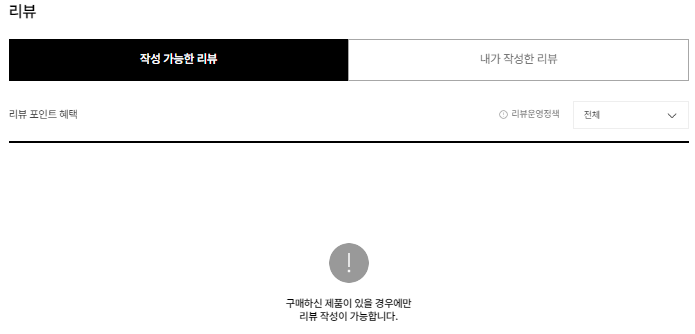 리뷰
작성 가능한 리뷰
내가 작성한 리뷰
리뷰 포인트 혜택
리뷰운영정책
전체
구매하신 제품이 있을 경우에만
리뷰 작성이 가능합니다.